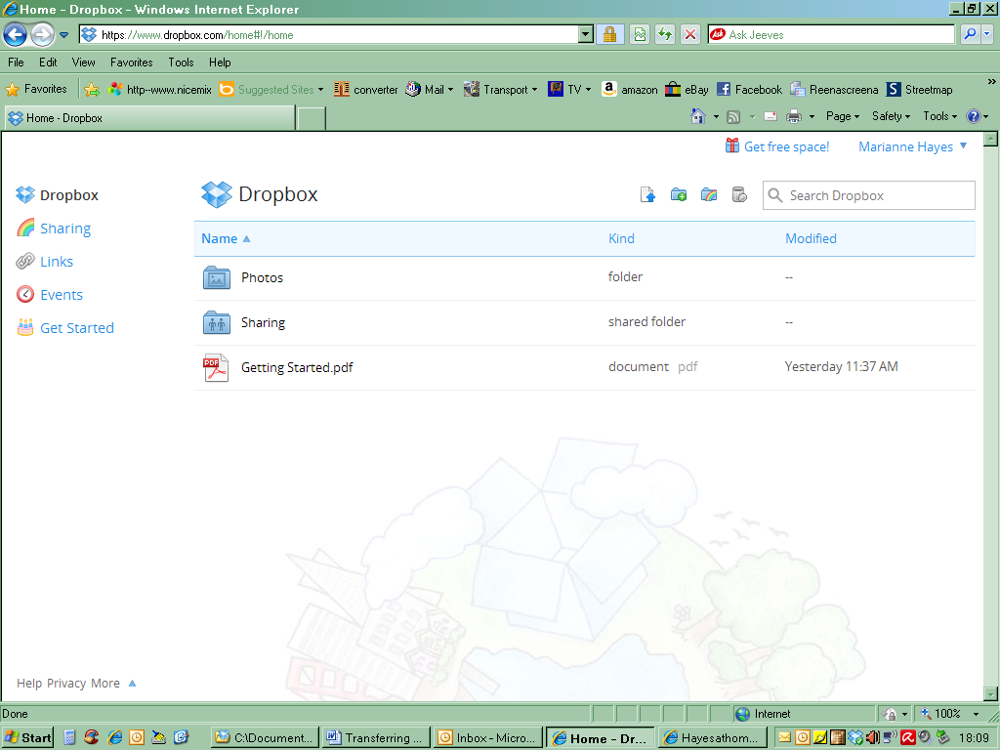 Home - Dropbox - Windows Internet Explorer
https://www.dropbox.com/home#!/home
Ask Ask Jeeves
File Edit View Favorites Tools Help
Favorites http--www.nicemix Suggested Sites converter Mail Transport TV amazon eBay Facebook Reenascreena Streetmap »
Home - Dropbox
Page Safety Tools
Get free space! Marianne Hayes
Dropbox
Sharing
Links
Events
Get Started
Dropbox
Search Dropbox
Name Kind Modified
Photos folder --
Sharing shared folder --
PDF Getting Started.pdf document pdf Yesterday 11:37 AM
Help Privacy More
Done Internet 100%
Start C:\Document... Transferring ... Inbox - Micro... Home - Dr... Hayesathom... 18:09